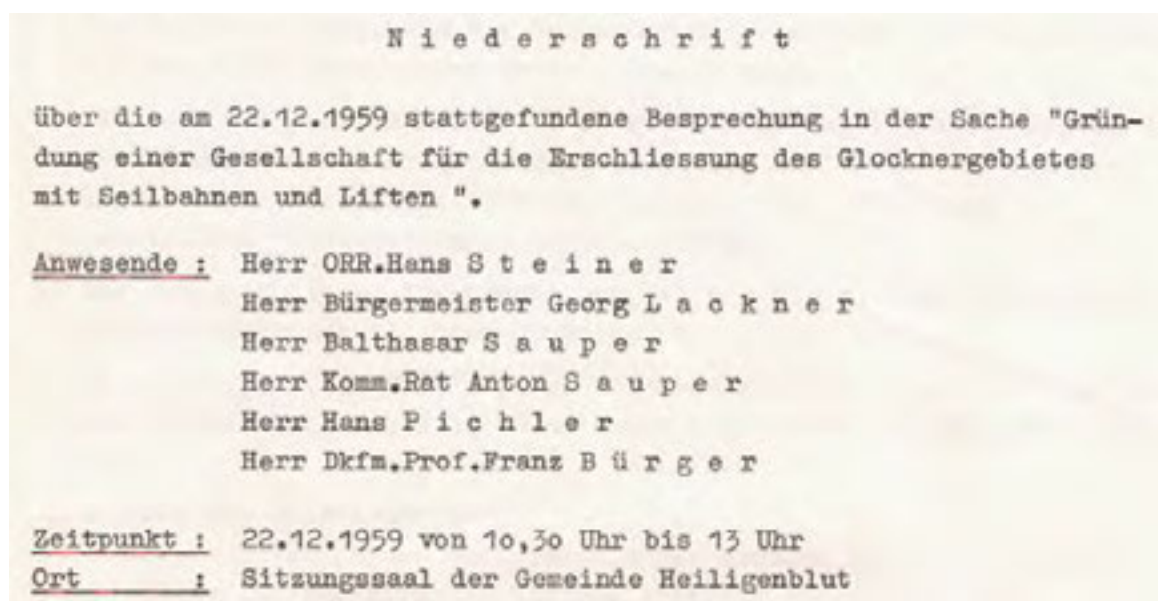 N i e d e r s c h r i f t
über die am 22.12.1959 stattgefundene Besprechung in der Sache "Grün-
dung einer Gesellschaft für die Erschliessung des Glocknergebietes
mit Seilbahnen und Liften ".
Anwesende : Herr ORR.Hans S t e i n e r
Herr Bürgermeister Georg L a c k n e r
Herr Balthasar S a u p e r
Herr Komm.Rat Anton S a u p e r
Herr Hans P i c h l e r
Herr Dkfm.Prof.Franz B ü r g e r
Zeitpunkt : 22.12.1959 von 1o,3o Uhr bis 13 Uhr
Ort : Sitzungssaal der Gemeinde Heiligenblut